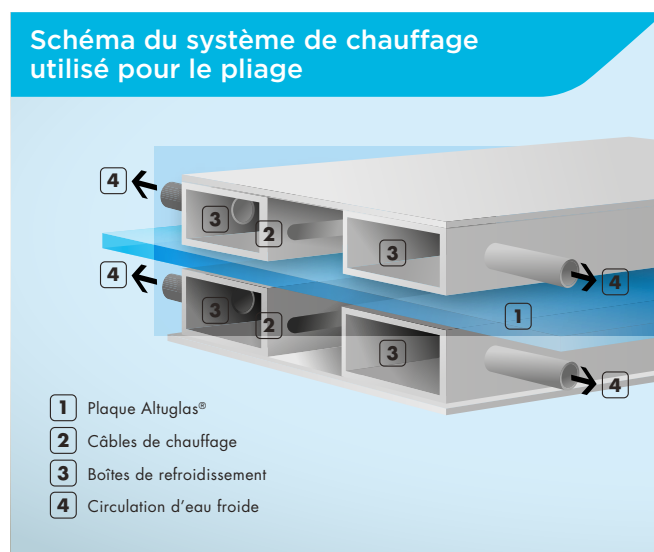 Schéma du système de chauffage
utilisé pour le pliage
4
3
2
3
4
4
1
3
2
3
4
1 Plaque Altuglas®
2 Câbles de chauffage
3 Boîtes de refroidissement
4 Circulation d’eau froide